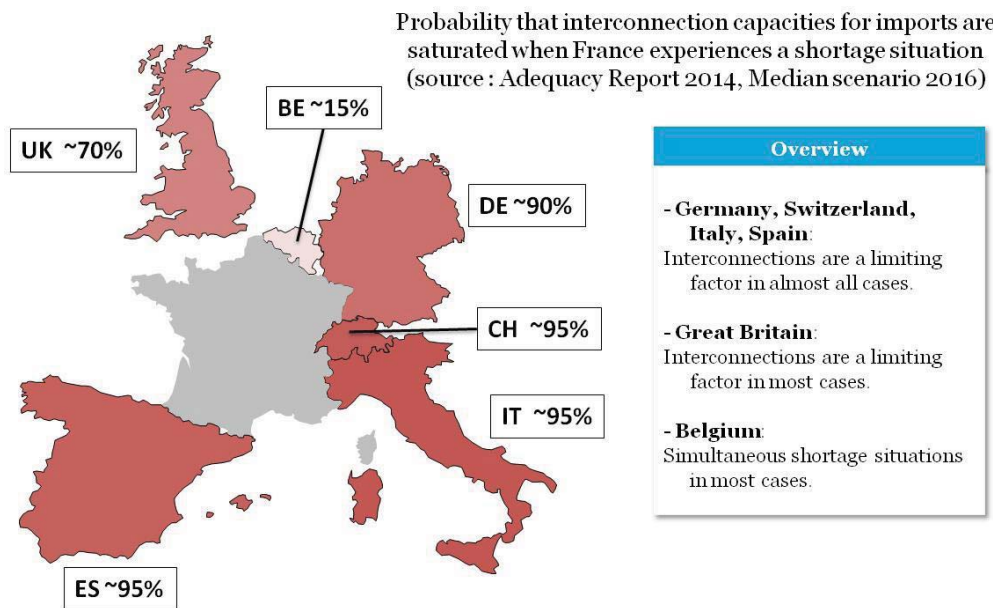 Probability that interconnection capacities for imports are
saturated when France experiences a shortage situation
(source : Adequacy Report 2014, Median scenario 2016)
BE ~15%
UK ~70%
DE ~90%
CH ~95%
IT ~95%
ES ~95%
Overview
- Germany, Switzerland,
Italy, Spain:
Interconnections are a limiting
factor in almost all cases.
- Great Britain:
Interconnections are a limiting
factor in most cases.
- Belgium:
Simultaneous shortage situations
in most cases.